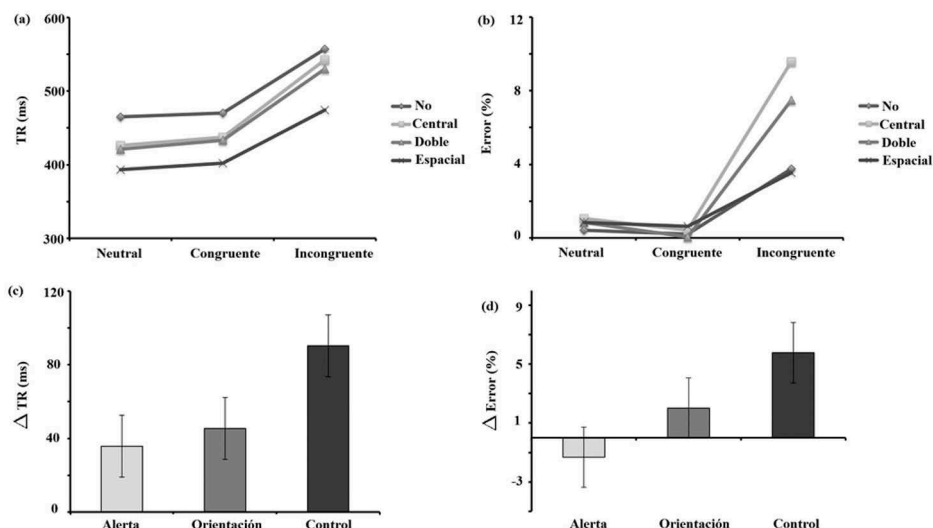 (a)
600
500
400
300
TR (ms)
Neutral Congruente Incongruente
No
Central
Doble
Espacial
(b)
12
8
4
0
Error (%)
Neutral Congruente Incongruente
No
Central
Doble
Espacial
(c)
120
80
40
0
△ TR (ms)
Alerta Orientación Control
(d)
9
5
1
-3
△ Error (%)
Alerta Orientación Control